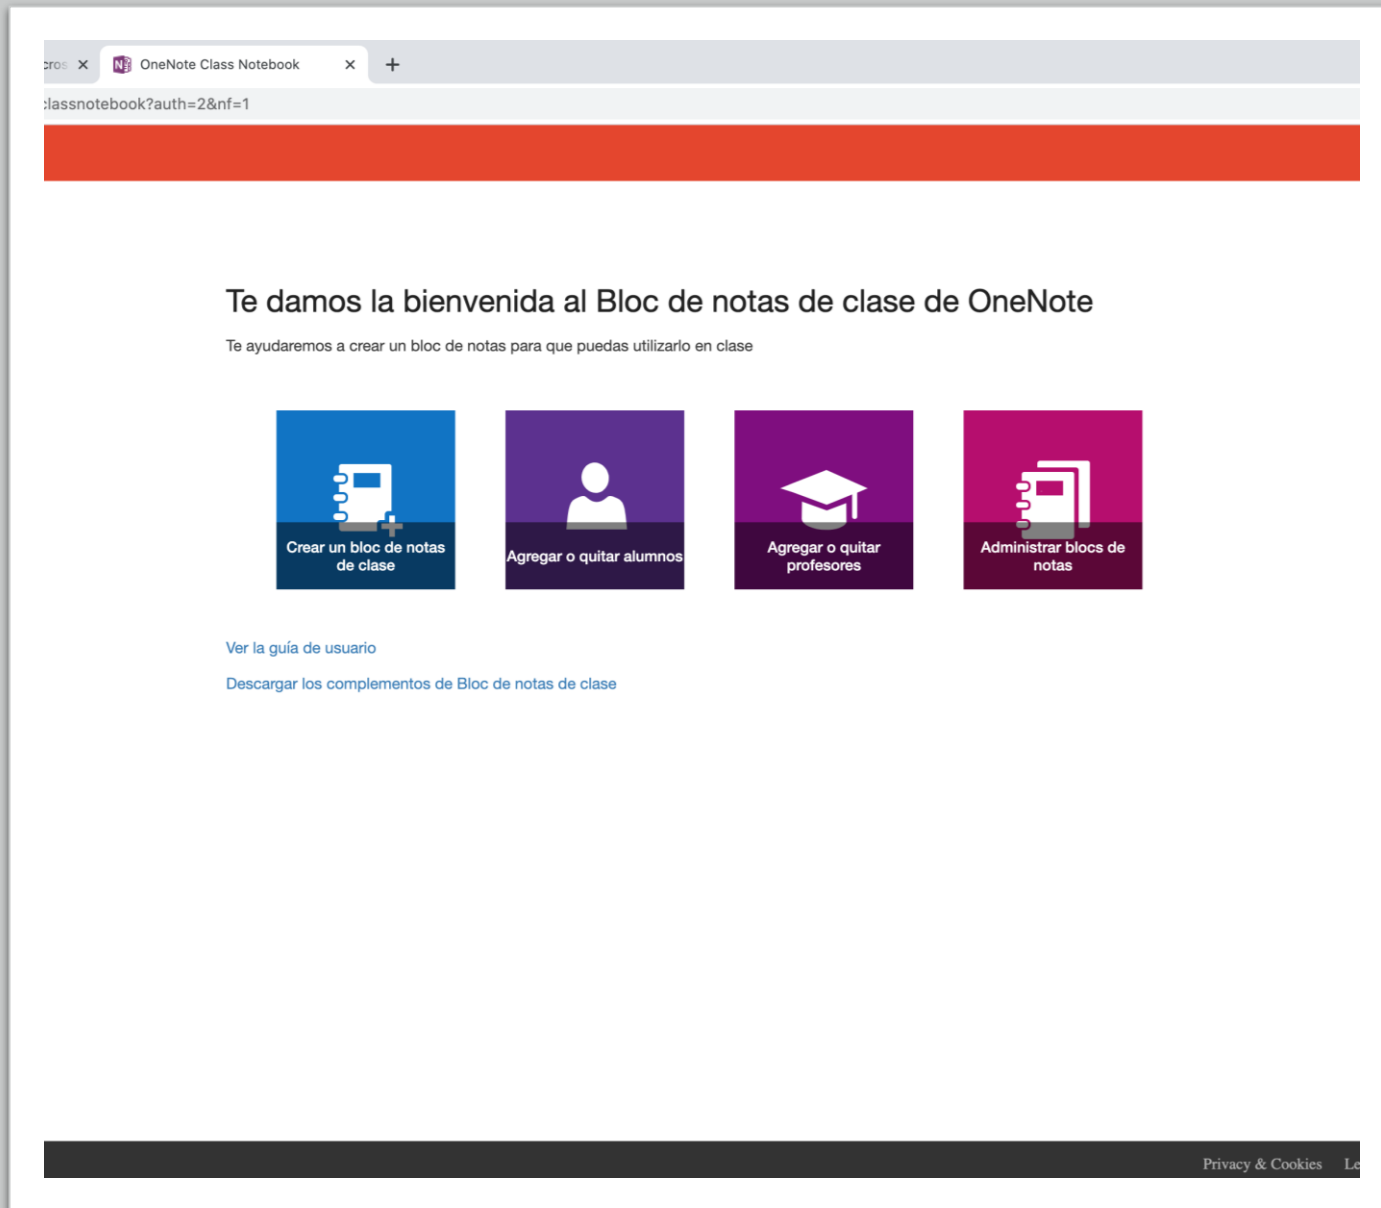 OneNote Class Notebook
classnotebook?auth=2&nf=1
Te damos la bienvenida al Bloc de notas de clase de OneNote
Te ayudaremos a crear un bloc de notas para que puedas utilizarlo en clase
Crear un bloc de notas
de clase
Agregar o quitar alumnos
Agregar o quitar
profesores
Administrar blocs de
notas
Ver la guía de usuario
Descargar los complementos de Bloc de notas de clase
Privacy & Cookies